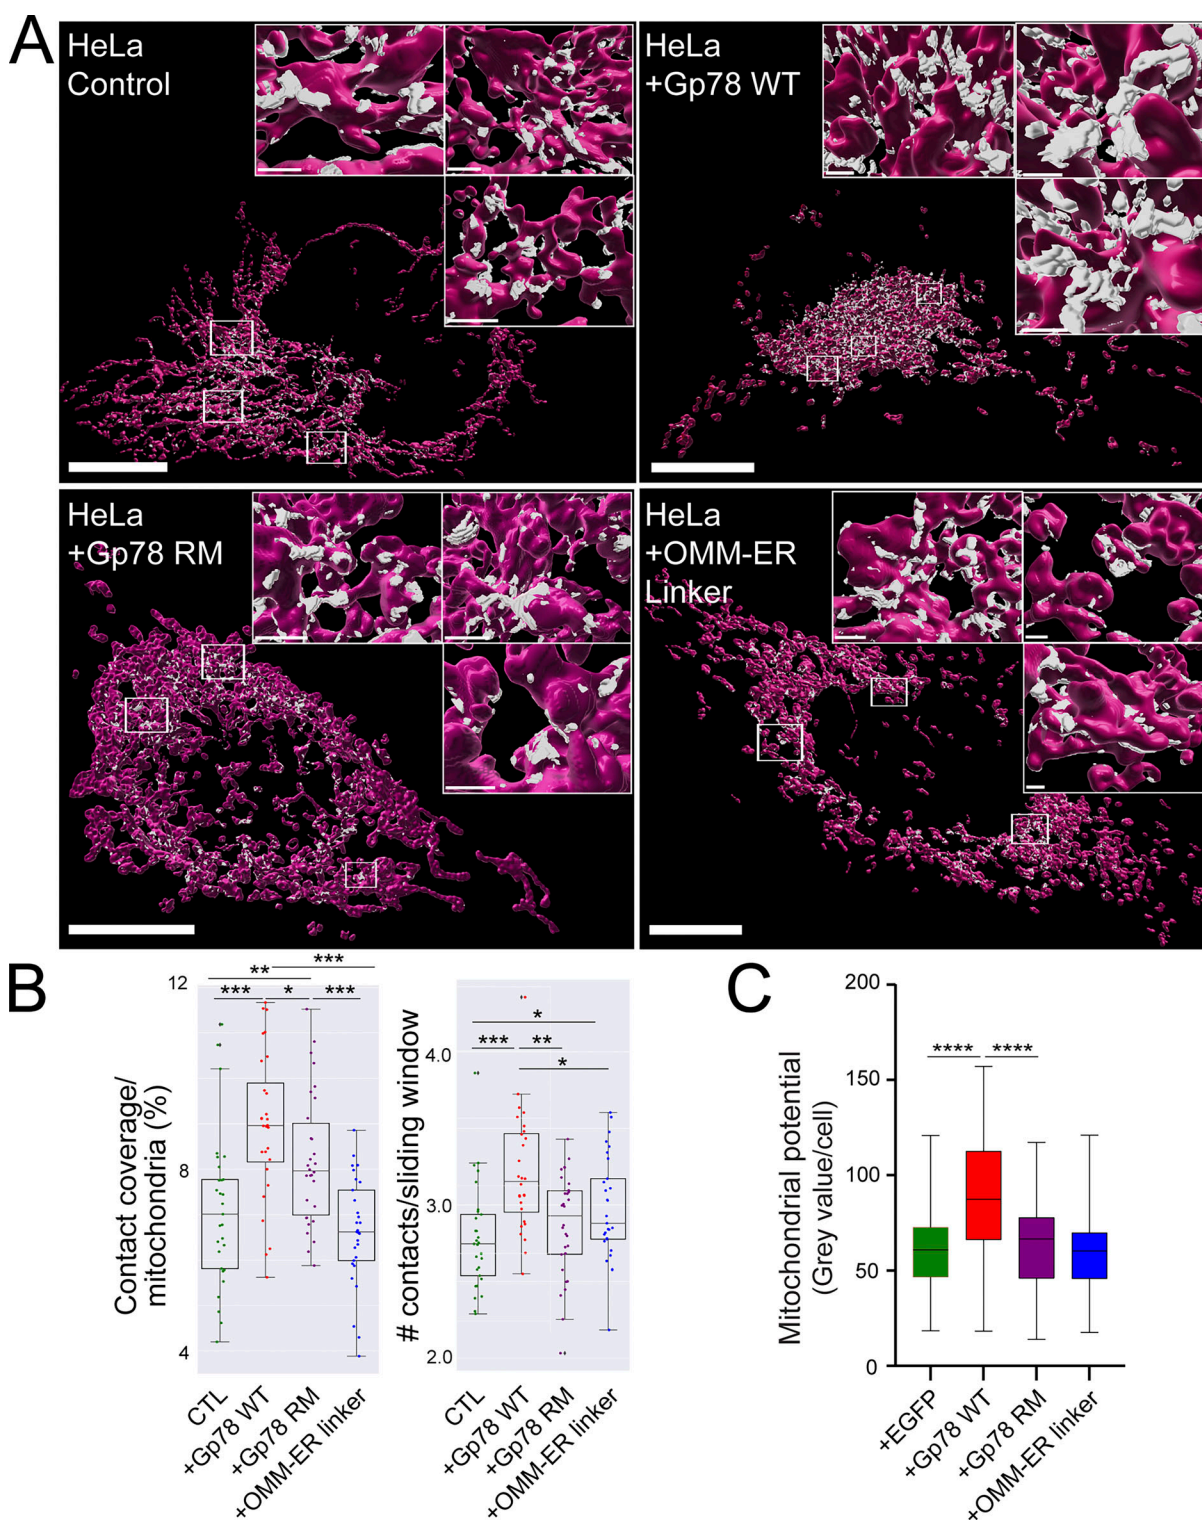 A
HeLa
Control
HeLa
+Gp78 WT
HeLa
+Gp78 RM
HeLa
+OMM-ER
Linker
B
Contact coverage/
mitochondria (%)
12
8
4
***
**
***
*
***
CTL
+Gp78 WT
+Gp78 RM
+OMM-ER linker
# contacts/sliding window
4.0
3.0
2.0
*
***
**
*
CTL
+Gp78 WT
+Gp78 RM
+OMM-ER linker
C
Mitochondrial potential
(Grey value/cell)
200
150
100
50
0
****
****
+EGFP
+Gp78 WT
+Gp78 RM
+OMM-ER linker